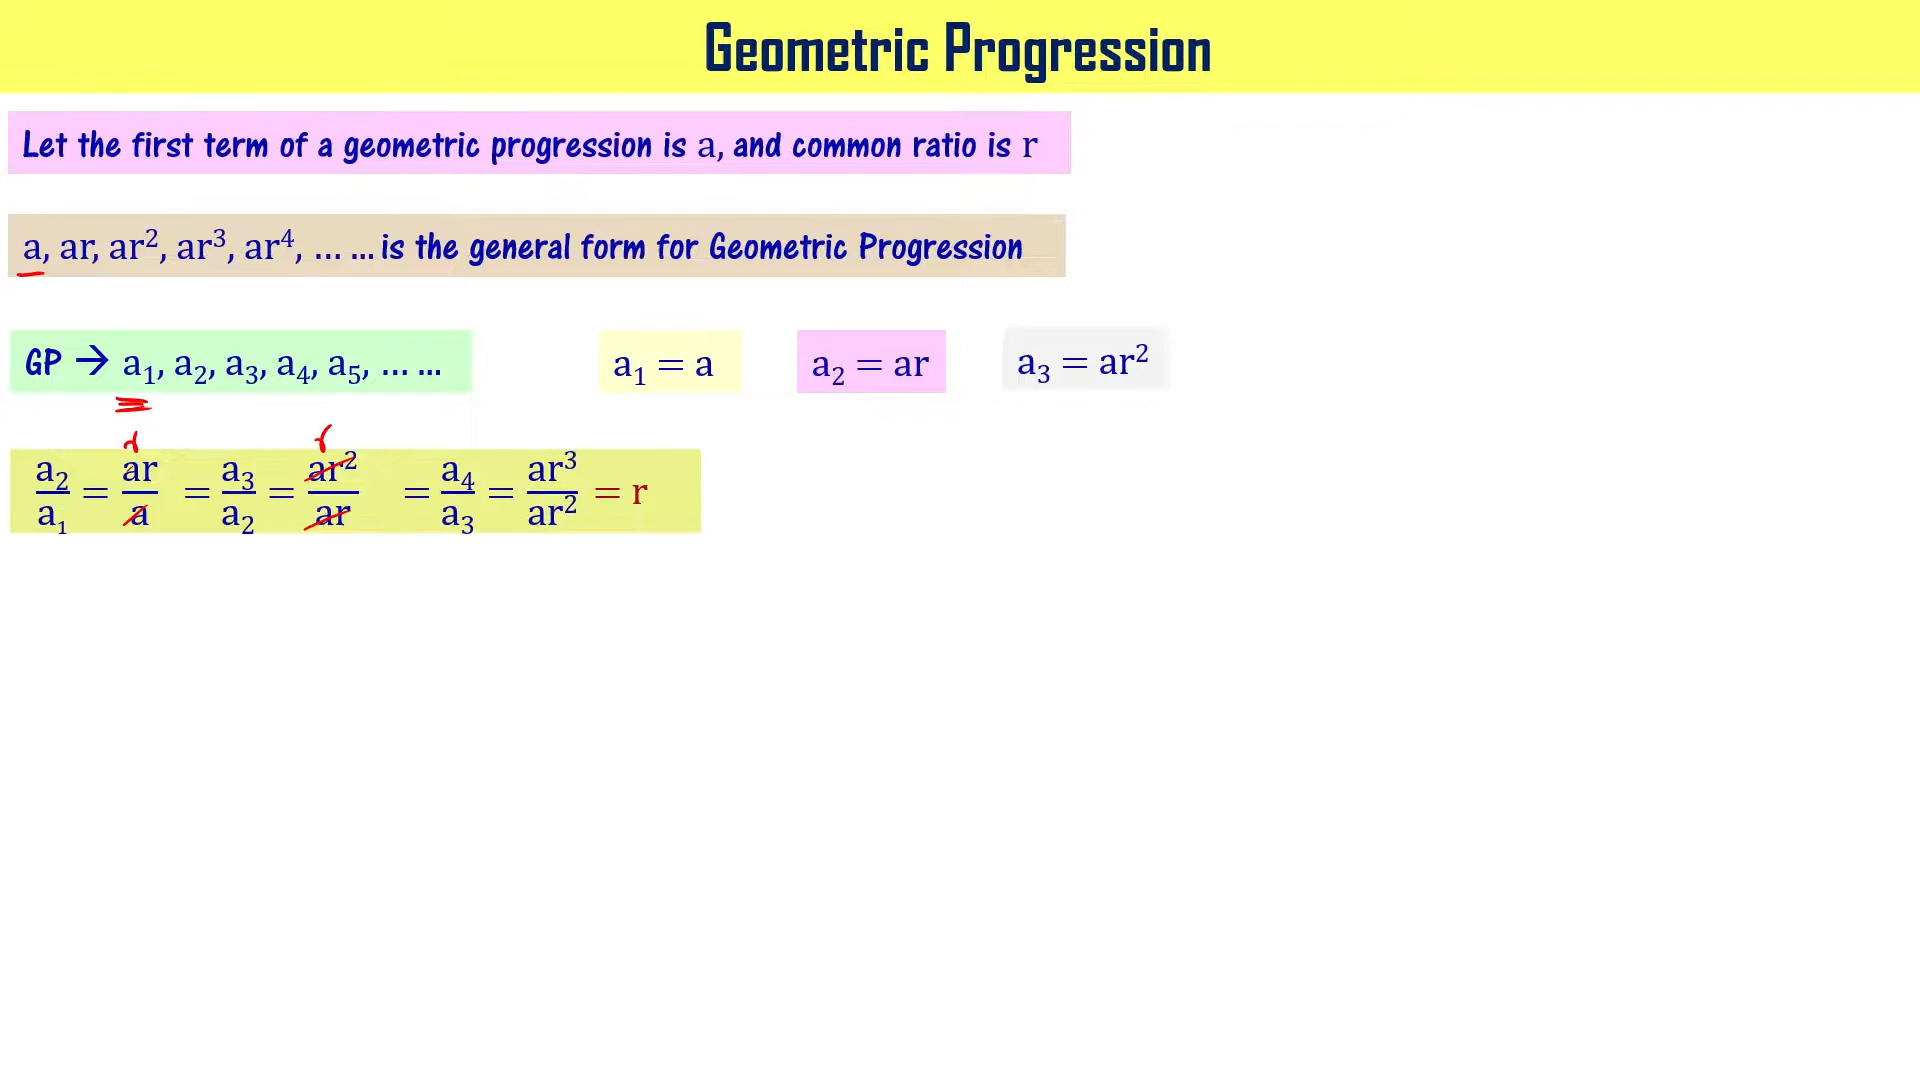 Geometric Progression
Let the first term of a geometric progression is a, and common ratio is r
a, ar, ar², ar³, ar⁴, ... ... is the general form for Geometric Progression
GP → a₁, a₂, a₃, a₄, a₅, ... ... a₁ = a a₂ = ar a₃ = ar²
r r
a₂/a₁ = ar/a = a₃/a₂ = ar²/ar = a₄/a₃ = ar³/ar² = r